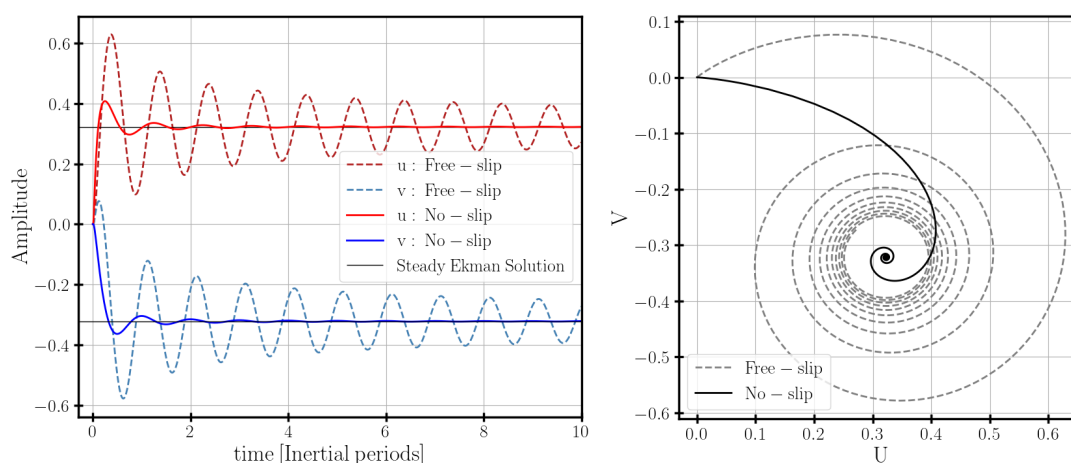 Amplitude
0.6
0.4
0.2
0.0
−0.2
−0.4
−0.6
u : Free − slip
v : Free − slip
u : No − slip
v : No − slip
Steady Ekman Solution
0 2 4 6 8 10
time [Inertial periods]
V
0.1
0.0
−0.1
−0.2
−0.3
−0.4
−0.5
−0.6
Free − slip
No − slip
0.0 0.1 0.2 0.3 0.4 0.5 0.6
U